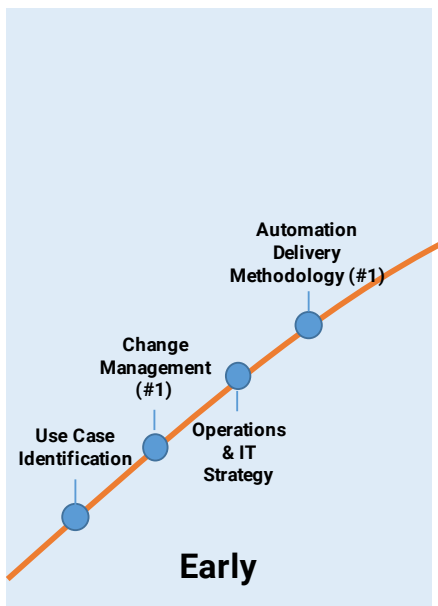 Automation
Delivery
Methodology (#1)
Change
Management
(#1)
Operations
& IT
Strategy
Use Case
Identification
Early